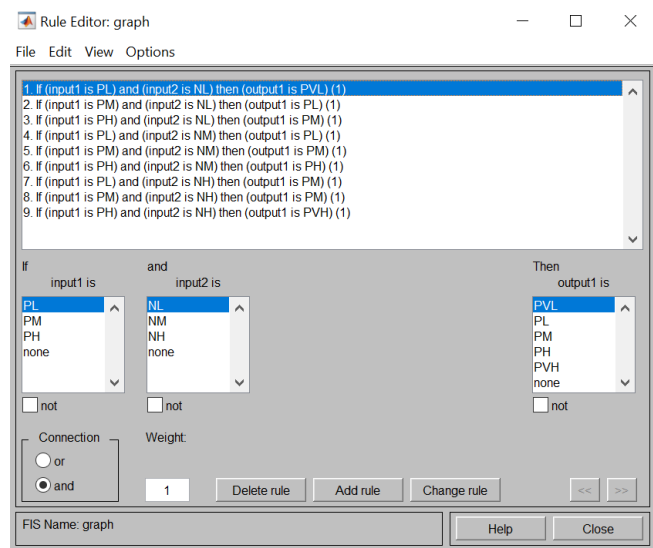 Rule Editor: graph
File Edit View Options
1. If (input1 is PL) and (input2 is NL) then (output1 is PVL) (1)
2. If (input1 is PM) and (input2 is NL) then (output1 is PL) (1)
3. If (input1 is PH) and (input2 is NL) then (output1 is PM) (1)
4. If (input1 is PL) and (input2 is NM) then (output1 is PL) (1)
5. If (input1 is PM) and (input2 is NM) then (output1 is PM) (1)
6. If (input1 is PH) and (input2 is NM) then (output1 is PH) (1)
7. If (input1 is PL) and (input2 is NH) then (output1 is PM) (1)
8. If (input1 is PM) and (input2 is NH) then (output1 is PM) (1)
9. If (input1 is PH) and (input2 is NH) then (output1 is PVH) (1)
If and Then
input1 is input2 is output1 is
PL NL PVL
PM NM PL
PH NH PM
none none PH
PVH
none
not not not
Connection Weight:
or
and 1 Delete rule Add rule Change rule << >>
FIS Name: graph Help Close